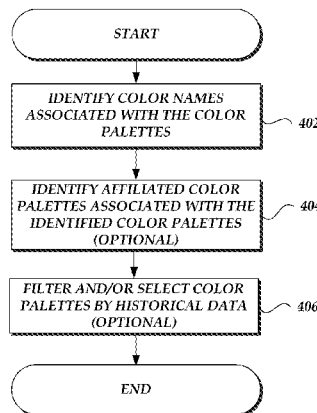 START
IDENTIFY COLOR NAMES
ASSOCIATED WITH THE COLOR
PALETTES
402
IDENTIFY AFFILIATED COLOR
PALETTES ASSOCIATED WITH THE
IDENTIFIED COLOR PALETTES
(OPTIONAL)
404
FILTER AND/OR SELECT COLOR
PALETTES BY HISTORICAL DATA
(OPTIONAL)
406
END